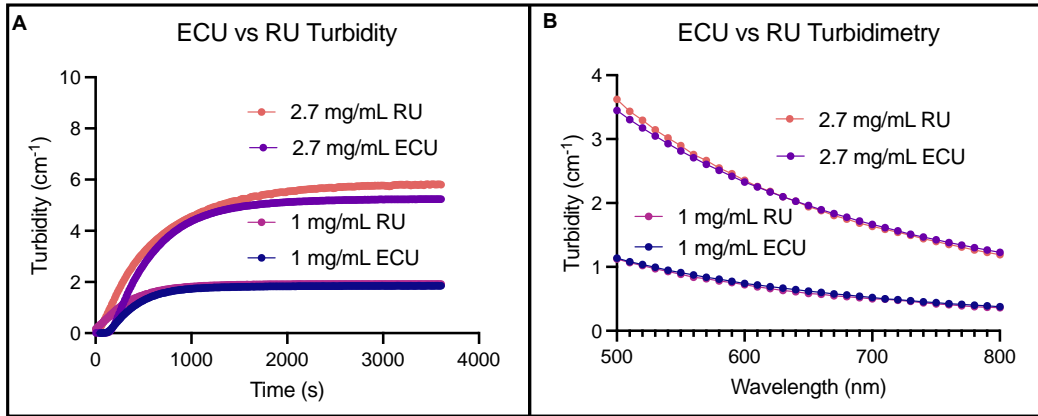 A
ECU vs RU Turbidity
Turbidity (cm-1)
10
8
6
4
2
0
2.7 mg/mL RU
2.7 mg/mL ECU
1 mg/mL RU
1 mg/mL ECU
0
1000
2000
3000
4000
Time (s)
B
ECU vs RU Turbidimetry
Turbidity (cm-1)
4
3
2
1
0
2.7 mg/mL RU
2.7 mg/mL ECU
1 mg/mL RU
1 mg/mL ECU
500
600
700
800
Wavelength (nm)